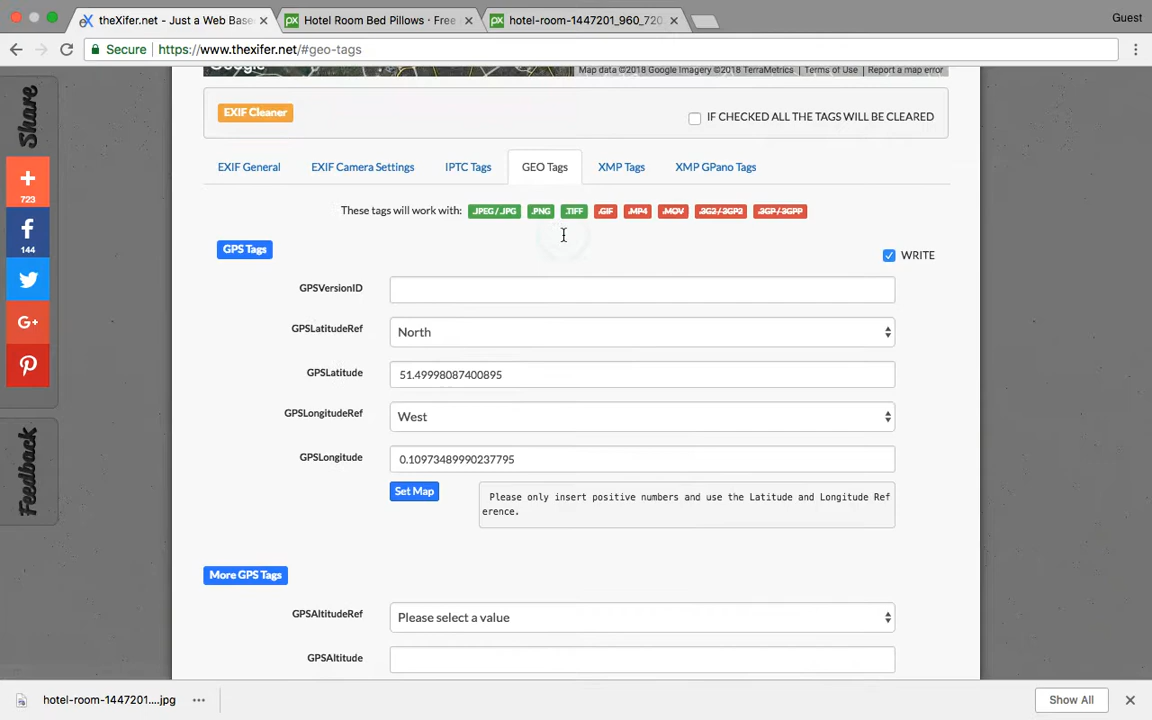 theXifer.net - Just a Web Base
Hotel Room Bed Pillows · Free
hotel-room-1447201_960_720
Guest
Secure
https://www.thexifer.net/#geo-tags
Google
Map data ©2018 Google Imagery ©2018 TerraMetrics
Terms of Use
Report a map error
Share
723
144
G+
Feedback
EXIF Cleaner
IF CHECKED ALL THE TAGS WILL BE CLEARED
EXIF General
EXIF Camera Settings
IPTC Tags
GEO Tags
XMP Tags
XMP GPano Tags
These tags will work with: .JPEG / .JPG .PNG .TIFF .GIF .MP4 .MOV .3G2 / 3GP2 .3GP / 3GPP
GPS Tags
WRITE
GPSVersionID
GPSLatitudeRef
North
GPSLatitude
51.49998087400895
GPSLongitudeRef
West
GPSLongitude
0.10973489990237795
Set Map
Please only insert positive numbers and use the Latitude and Longitude Ref
erence.
More GPS Tags
GPSAltitudeRef
Please select a value
GPSAltitude
hotel-room-1447201....jpg
Show All